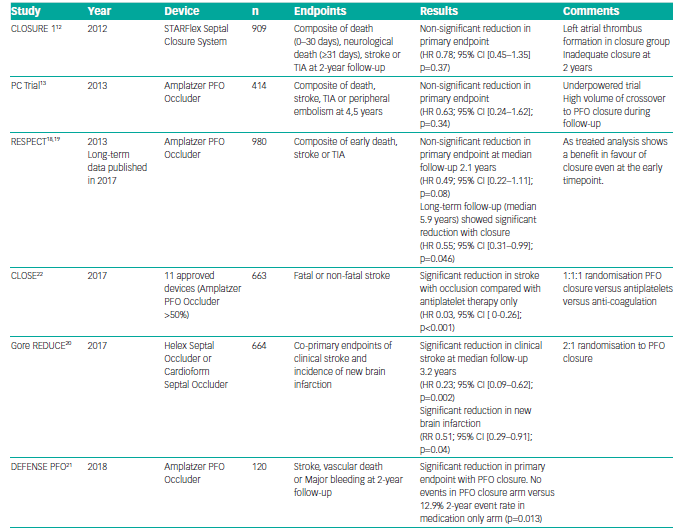 Study Year Device n Endpoints Results Comments
CLOSURE 1¹² 2012 STARFlex Septal Closure System 909 Composite of death (0–30 days), neurological death (≥31 days), stroke or TIA at 2-year follow-up Non-significant reduction in primary endpoint (HR 0.78; 95% CI [0.45–1.35] p=0.37) Left atrial thrombus formation in closure group Inadequate closure at 2 years
PC Trial¹³ 2013 Amplatzer PFO Occluder 414 Composite of death, stroke, TIA or peripheral embolism at 4,5 years Non-significant reduction in primary endpoint (HR 0.63; 95% CI [0.24–1.62]; p=0.34) Underpowered trial High volume of crossover to PFO closure during follow-up
RESPECT¹⁸,¹⁹ 2013 Long-term data published in 2017 Amplatzer PFO Occluder 980 Composite of early death, stroke or TIA Non-significant reduction in primary endpoint at median follow-up 2.1 years (HR 0.49; 95% CI [0.22–1.11]; p=0.08) Long-term follow-up (median 5.9 years) showed significant reduction with closure (HR 0.55; 95% CI [0.31–0.99]; p=0.046) As treated analysis shows a benefit in favour of closure even at the early timepoint.
CLOSE²² 2017 11 approved devices (Amplatzer PFO Occluder >50%) 663 Fatal or non-fatal stroke Significant reduction in stroke with occlusion compared with antiplatelet therapy only (HR 0.03, 95% CI [ 0-0.26]; p<0.001) 1:1:1 randomisation PFO closure versus antiplatelets versus anti-coagulation
Gore REDUCE²⁰ 2017 Helex Septal Occluder or Cardioform Septal Occluder 664 Co-primary endpoints of clinical stroke and incidence of new brain infarction Significant reduction in clinical stroke at median follow-up 3.2 years (HR 0.23; 95% CI [0.09–0.62]; p=0.002) Significant reduction in new brain infarction (RR 0.51; 95% CI [0.29–0.91]; p=0.04) 2:1 randomisation to PFO closure
DEFENSE PFO²¹ 2018 Amplatzer PFO Occluder 120 Stroke, vascular death or Major bleeding at 2-year follow-up Significant reduction in primary endpoint with PFO closure. No events in PFO closure arm versus 12.9% 2-year event rate in medication only arm (p=0.013)